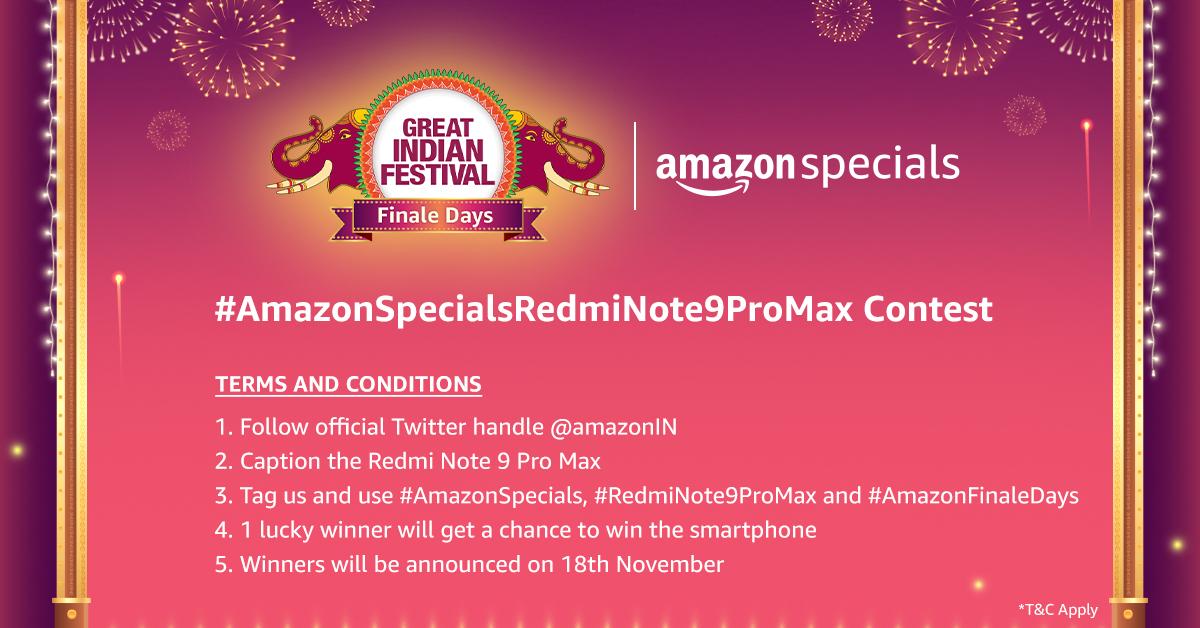 GREAT
INDIAN
FESTIVAL
Finale Days
amazonspecials
#AmazonSpecialsRedmiNote9ProMax Contest
TERMS AND CONDITIONS
1. Follow official Twitter handle @amazonIN
2. Caption the Redmi Note 9 Pro Max
3. Tag us and use #AmazonSpecials, #RedmiNote9ProMax and #AmazonFinaleDays
4. 1 lucky winner will get a chance to win the smartphone
5. Winners will be announced on 18th November
*T&C Apply